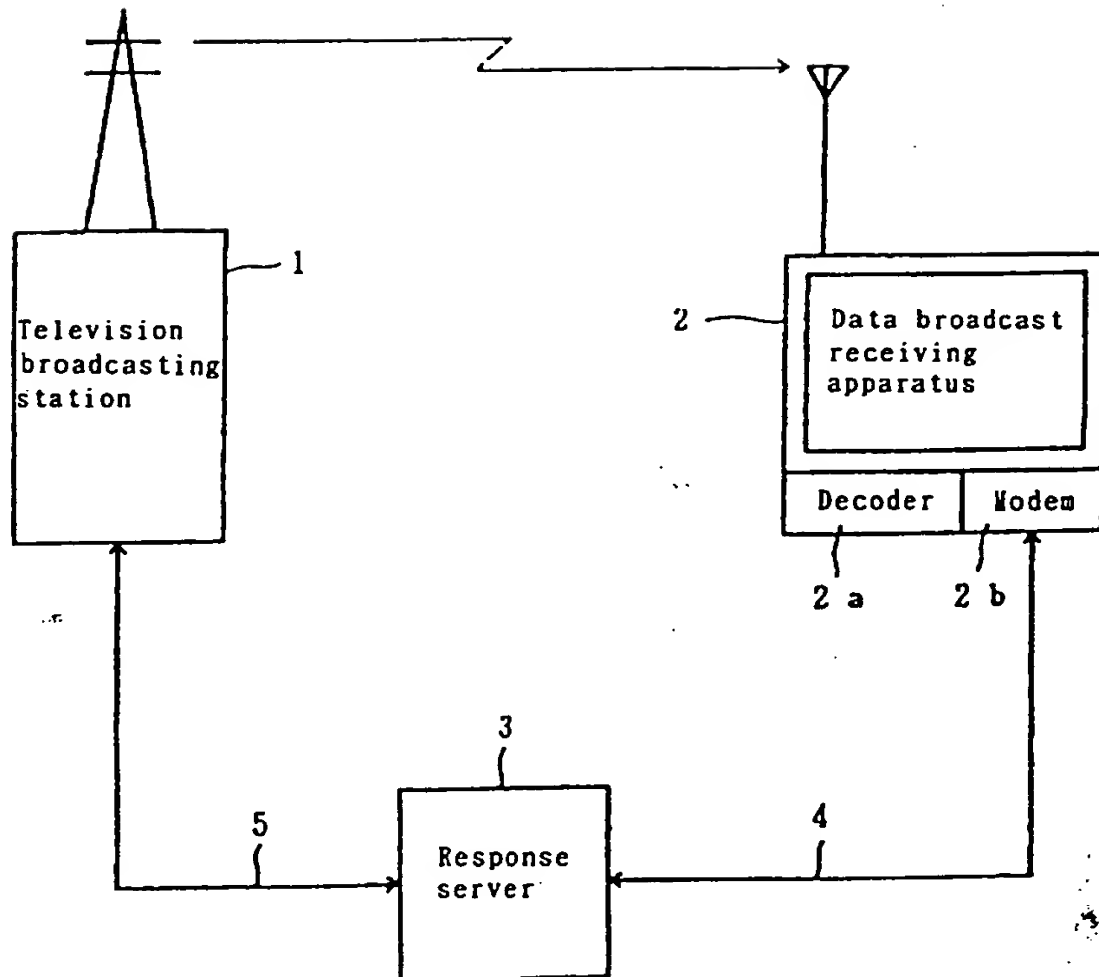 1
Television
broadcasting
station
2
Data broadcast
receiving
apparatus
Decoder
Modem
2 a
2 b
3
5
4
Response
server